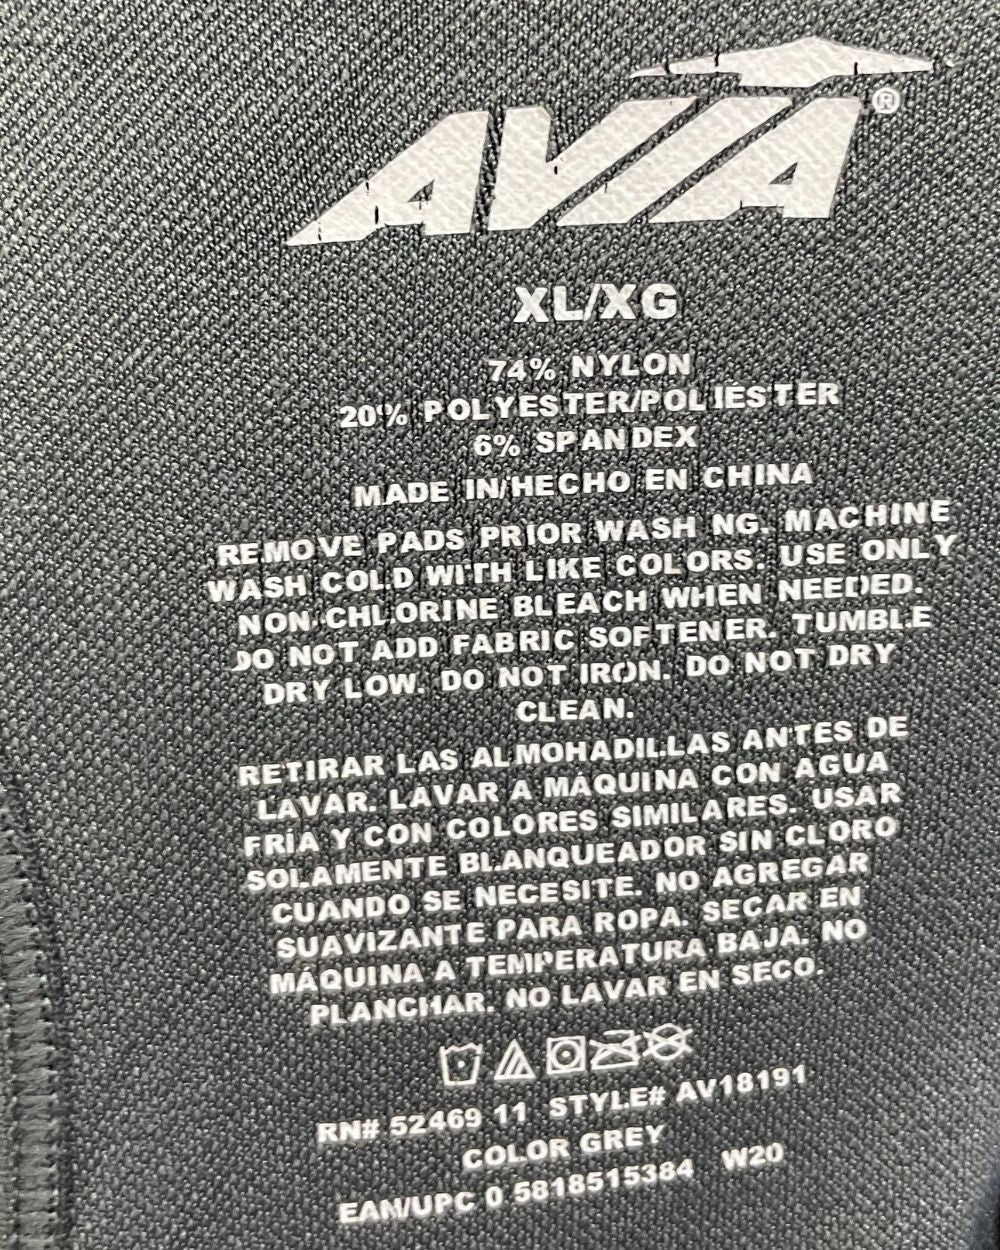 AVIA®
XL/XG
74% NYLON
20% POLYESTER/POLIESTER
6% SPANDEX
MADE IN/HECHO EN CHINA
REMOVE PADS PRIOR WASH NG. MACHINE
WASH COLD WITH LIKE COLORS. USE ONLY
NON-CHLORINE BLEACH WHEN NEEDED.
DO NOT ADD FABRIC SOFTENER. TUMBLE
DRY LOW. DO NOT IRON. DO NOT DRY
CLEAN.
RETIRAR LAS ALMOHADILLAS ANTES DE
LAVAR. LAVAR A MÁQUINA CON AGUA
FRÍA Y CON COLORES SIMILARES. USAR
SOLAMENTE BLANQUEADOR SIN CLORO
CUANDO SE NECESITE. NO AGREGAR
SUAVIZANTE PARA ROPA. SECAR EN
MÁQUINA A TEMPERATURA BAJA. NO
PLANCHAR. NO LAVAR EN SECO.
RN# 52469 11 STYLE# AV18191
COLOR GREY
EAN/UPC 0 5818515384 W20